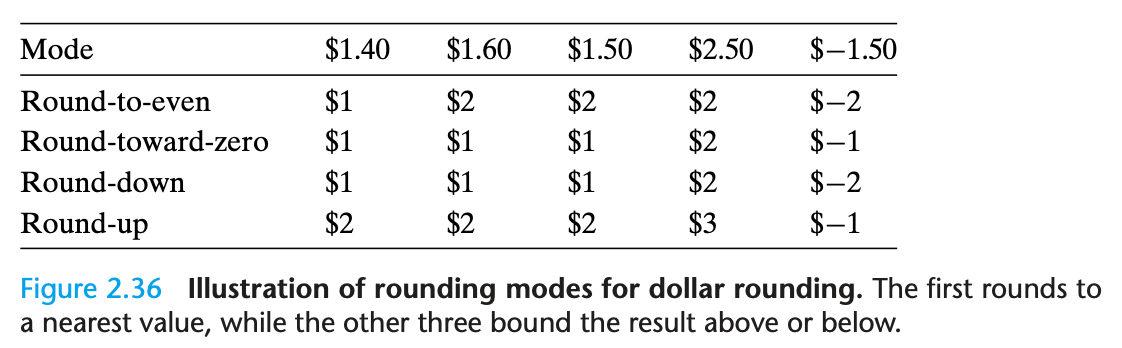 Mode $1.40 $1.60 $1.50 $2.50 $−1.50
Round-to-even $1 $2 $2 $2 $−2
Round-toward-zero $1 $1 $1 $2 $−1
Round-down $1 $1 $1 $2 $−2
Round-up $2 $2 $2 $3 $−1
Figure 2.36 Illustration of rounding modes for dollar rounding. The first rounds to
a nearest value, while the other three bound the result above or below.